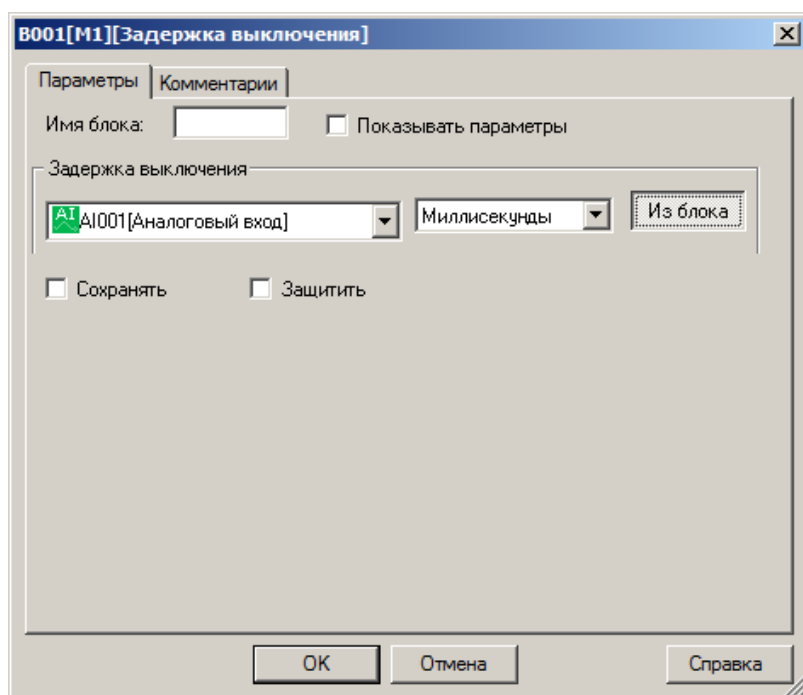 B001[M1][Задержка выключения]
Параметры Комментарии
Имя блока: Показывать параметры
Задержка выключения
AI AI001[Аналоговый вход] Миллисекунды Из блока
Сохранять Защитить
OK Отмена Справка